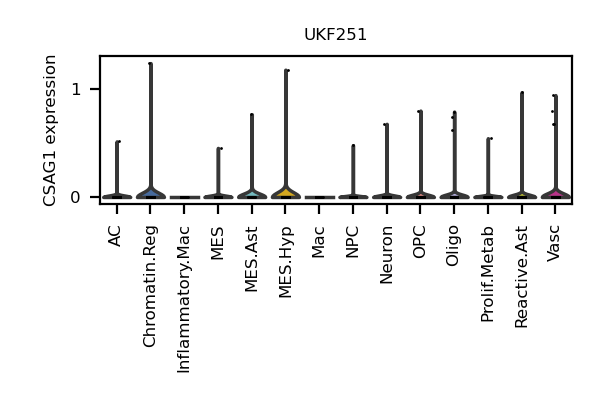 UKF251
CSAG1 expression
1
0
AC
Chromatin.Reg
Inflammatory.Mac
MES
MES.Ast
MES.Hyp
Mac
NPC
Neuron
OPC
Oligo
Prolif.Metab
Reactive.Ast
Vasc